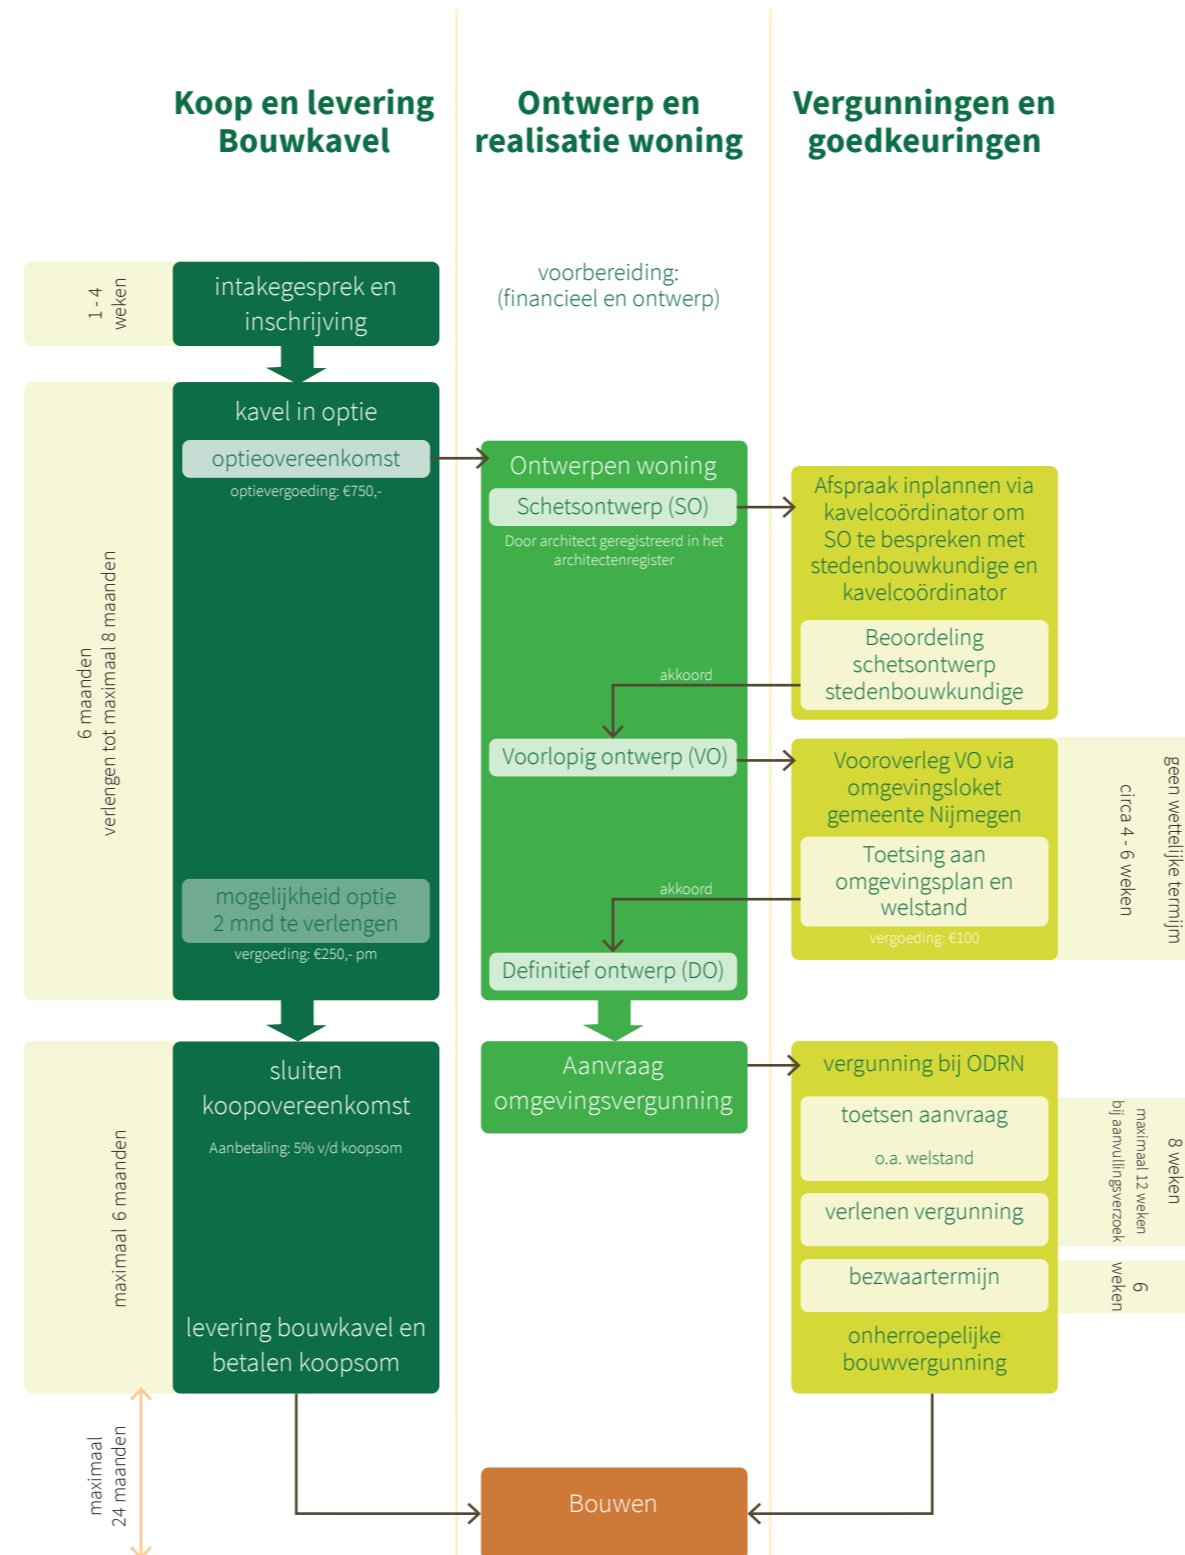 Koop en levering
Bouwkavel
Ontwerp en
realisatie woning
Vergunningen en
goedkeuringen
1 - 4
weken
intakegesprek en
inschrijving
voorbereiding:
(financieel en ontwerp)
6 maanden
verlengen tot maximaal 8 maanden
kavel in optie
optieovereenkomst
optievergoeding: €750,-
mogelijkheid optie
2 mnd te verlengen
vergoeding: €250,- pm
Ontwerpen woning
Schetsontwerp (SO)
Door architect geregistreerd in het
architectenregister
akkoord
Voorlopig ontwerp (VO)
akkoord
Definitief ontwerp (DO)
Afspraak inplannen via
kavelcoördinator om
SO te bespreken met
stedenbouwkundige en
kavelcoördinator
Beoordeling
schetsontwerp
stedenbouwkundige
Vooroverleg VO via
omgevingsloket
gemeente Nijmegen
Toetsing aan
omgevingsplan en
welstand
vergoeding: €100
geen wettelijke termijm
circa 4 - 6 weken
maximaal 6 maanden
sluiten
koopovereenkomst
Aanbetaling: 5% v/d koopsom
levering bouwkavel en
betalen koopsom
Aanvraag
omgevingsvergunning
vergunning bij ODRN
toetsen aanvraag
o.a. welstand
verlenen vergunning
bezwaartermijn
onherroepelijke
bouwvergunning
8 weken
maximaal 12 weken
bij aanvullingsverzoek
6
weken
maximaal
24 maanden
Bouwen